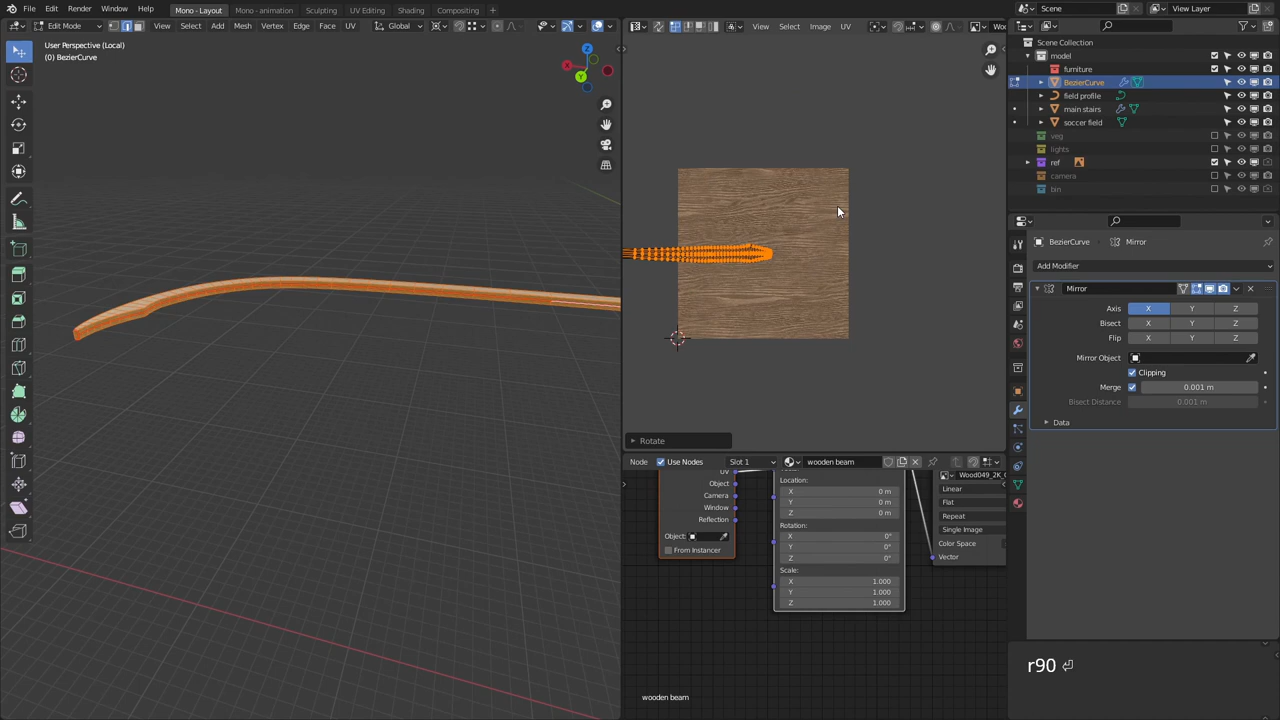 File Edit Render Window Help
Mono - Layout Mono - animation Sculpting UV Editing Shading Compositing +
Scene View Layer
Edit Mode View Select Add Mesh Vertex Edge Face UV Global
View Select Image UV
User Perspective (Local)
(0) BezierCurve
Z
X
Y
Rotate
Node Use Nodes Slot 1 wooden beam
UV
Object
Camera
Window
Reflection
Object:
From Instancer
Location:
X 0 m
Y 0 m
Z 0 m
Rotation:
X 0°
Y 0°
Z 0°
Scale:
X 1.000
Y 1.000
Z 1.000
Linear
Flat
Repeat
Single Image
Color Space
Vector
wooden beam
Scene Collection
model
furniture
BezierCurve
field profile
main stairs
soccer field
veg
lights
ref
camera
bin
BezierCurve Mirror
Add Modifier
Mirror
Axis X Y Z
Bisect X Y Z
Flip X Y Z
Mirror Object
Clipping
Merge 0.001 m
Bisect Distance 0.001 m
Data
r90 ⏎